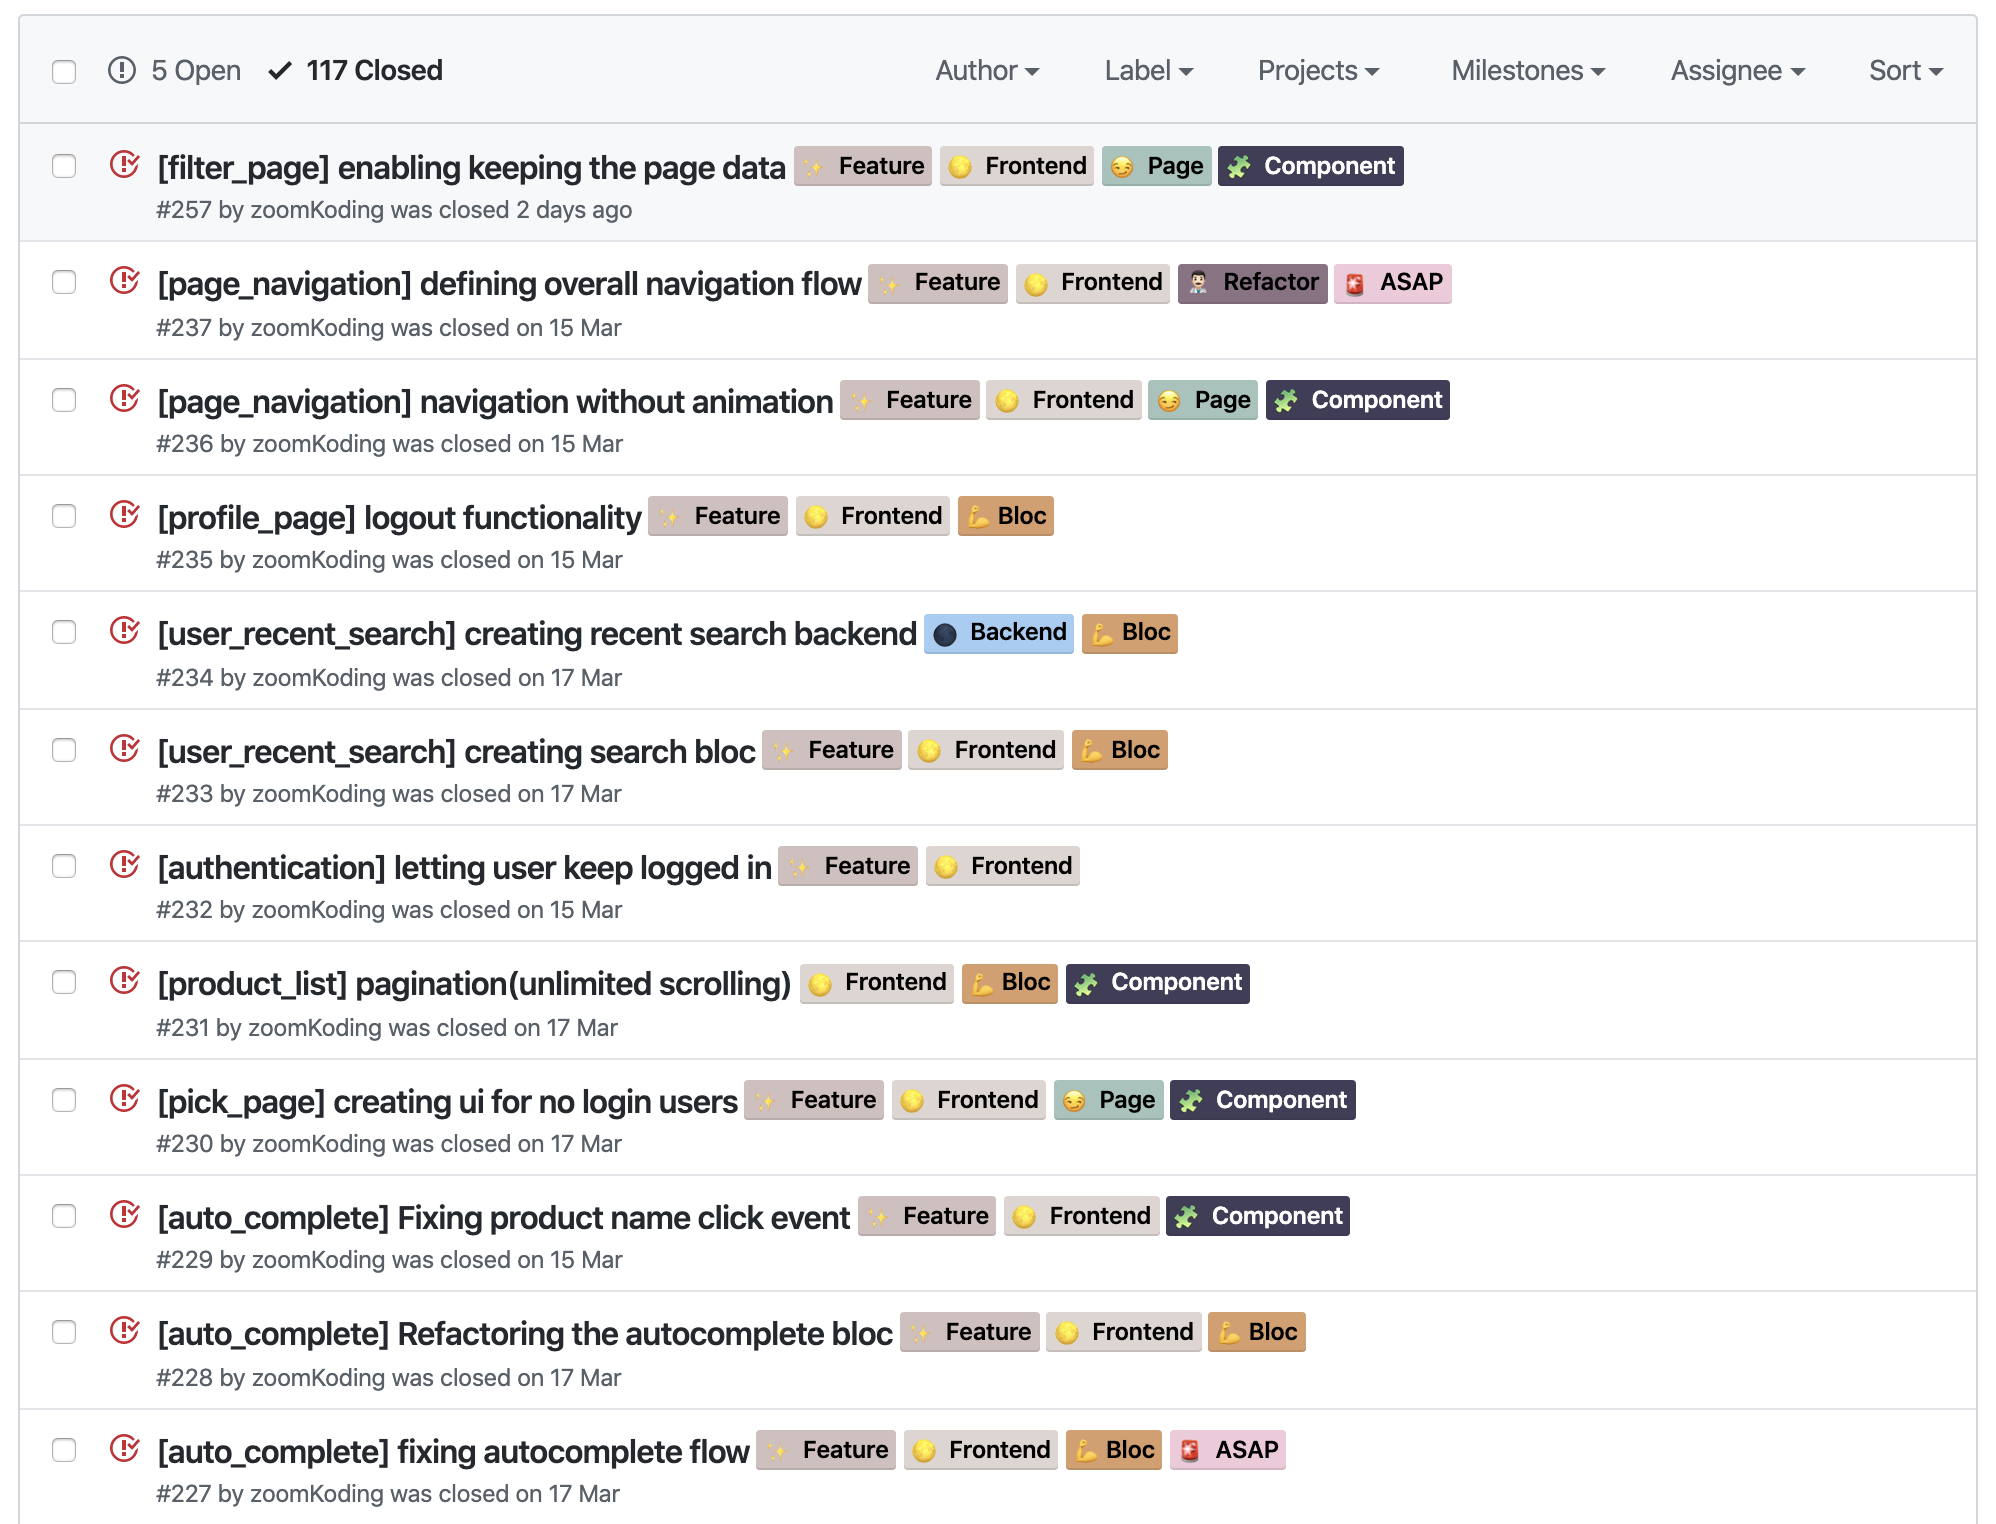 5 Open 117 Closed Author Label Projects Milestones Assignee Sort
[filter_page] enabling keeping the page data Feature Frontend Page Component
#257 by zoomKoding was closed 2 days ago
[page_navigation] defining overall navigation flow Feature Frontend Refactor ASAP
#237 by zoomKoding was closed on 15 Mar
[page_navigation] navigation without animation Feature Frontend Page Component
#236 by zoomKoding was closed on 15 Mar
[profile_page] logout functionality Feature Frontend Bloc
#235 by zoomKoding was closed on 15 Mar
[user_recent_search] creating recent search backend Backend Bloc
#234 by zoomKoding was closed on 17 Mar
[user_recent_search] creating search bloc Feature Frontend Bloc
#233 by zoomKoding was closed on 17 Mar
[authentication] letting user keep logged in Feature Frontend
#232 by zoomKoding was closed on 15 Mar
[product_list] pagination(unlimited scrolling) Frontend Bloc Component
#231 by zoomKoding was closed on 17 Mar
[pick_page] creating ui for no login users Feature Frontend Page Component
#230 by zoomKoding was closed on 17 Mar
[auto_complete] Fixing product name click event Feature Frontend Component
#229 by zoomKoding was closed on 15 Mar
[auto_complete] Refactoring the autocomplete bloc Feature Frontend Bloc
#228 by zoomKoding was closed on 17 Mar
[auto_complete] fixing autocomplete flow Feature Frontend Bloc ASAP
#227 by zoomKoding was closed on 17 Mar